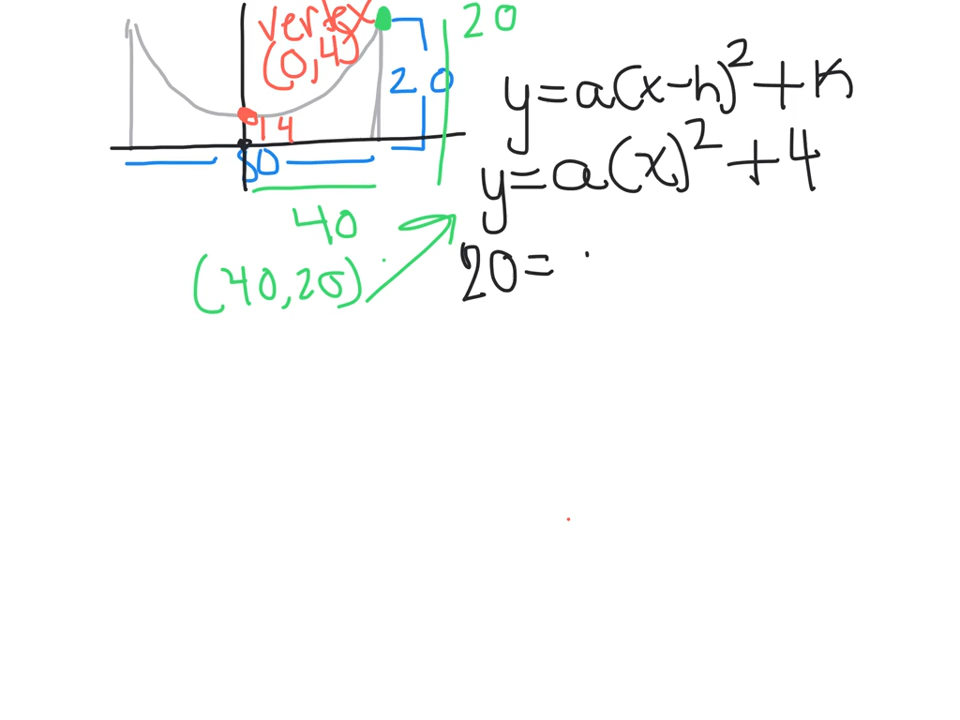 vertex
(0,4)
20
20
14
80
40
(40,20)
y=a(x-h)²+k
y=a(x)²+4
20=